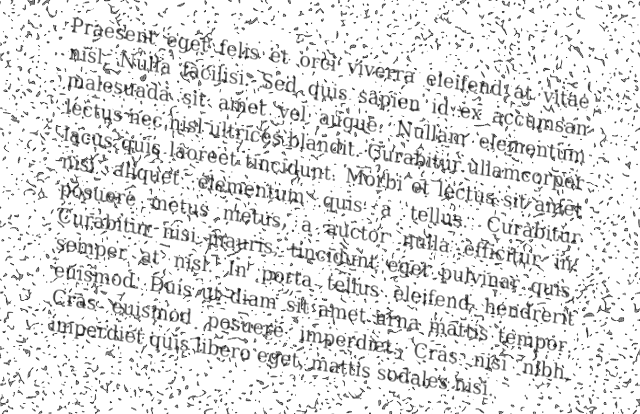 Praesent eget felis et orci viverra eleifend at vitae
nisl. Nulla facilisi. Sed quis sapien id ex accumsan
malesuada sit amet vel augue. Nullam elementum
lectus nec nisl ultrices blandit. Curabitur ullamcorper
lacus quis laoreet tincidunt. Morbi et lectus sit amet
nisl aliquet elementum quis a tellus. Curabitur
posuere metus metus, a auctor nulla efficitur in.
Curabitur nisi mauris, tincidunt eget pulvinar quis,
semper at nisl. In porta tellus eleifend, hendrerit
euismod. Duis ut diam sit amet urna mattis tempor.
Cras euismod posuere imperdiet. Cras nisi nibh,
imperdiet quis libero eget, mattis sodales nisi